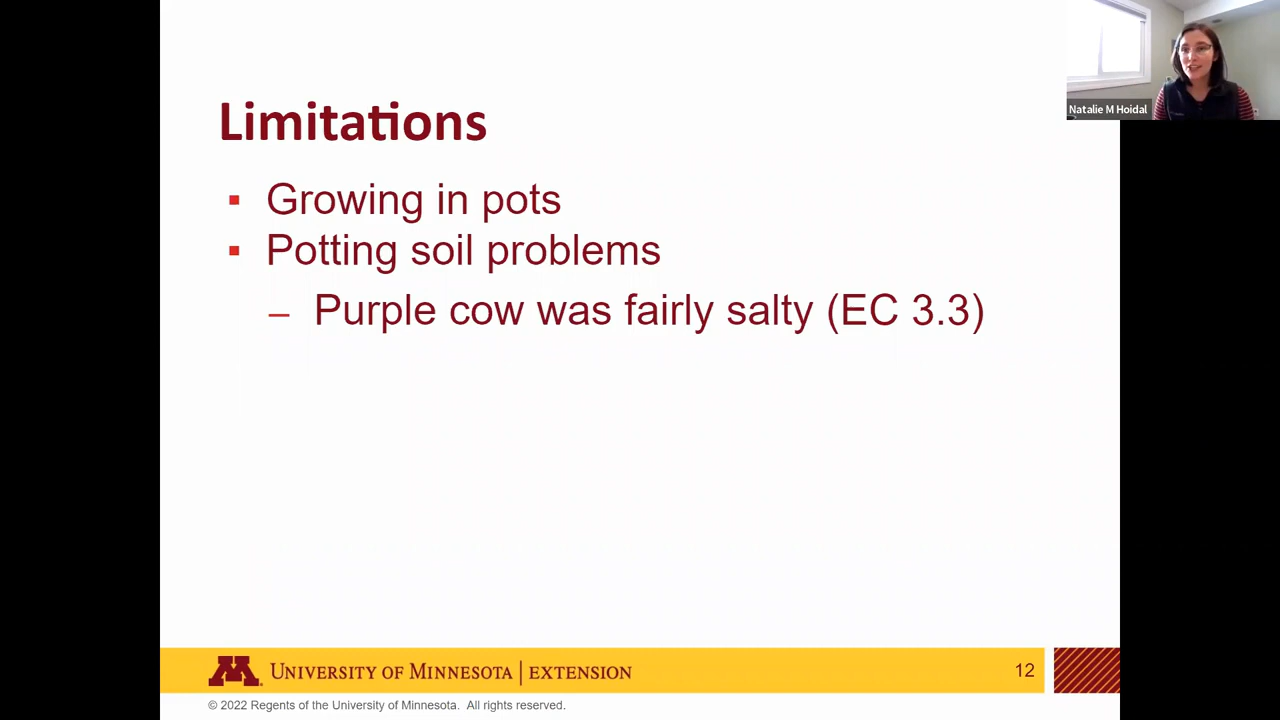 Natalie M Hoidal
Limitations
Growing in pots
Potting soil problems
– Purple cow was fairly salty (EC 3.3)
M UNIVERSITY OF MINNESOTA | EXTENSION
12
© 2022 Regents of the University of Minnesota. All rights reserved.